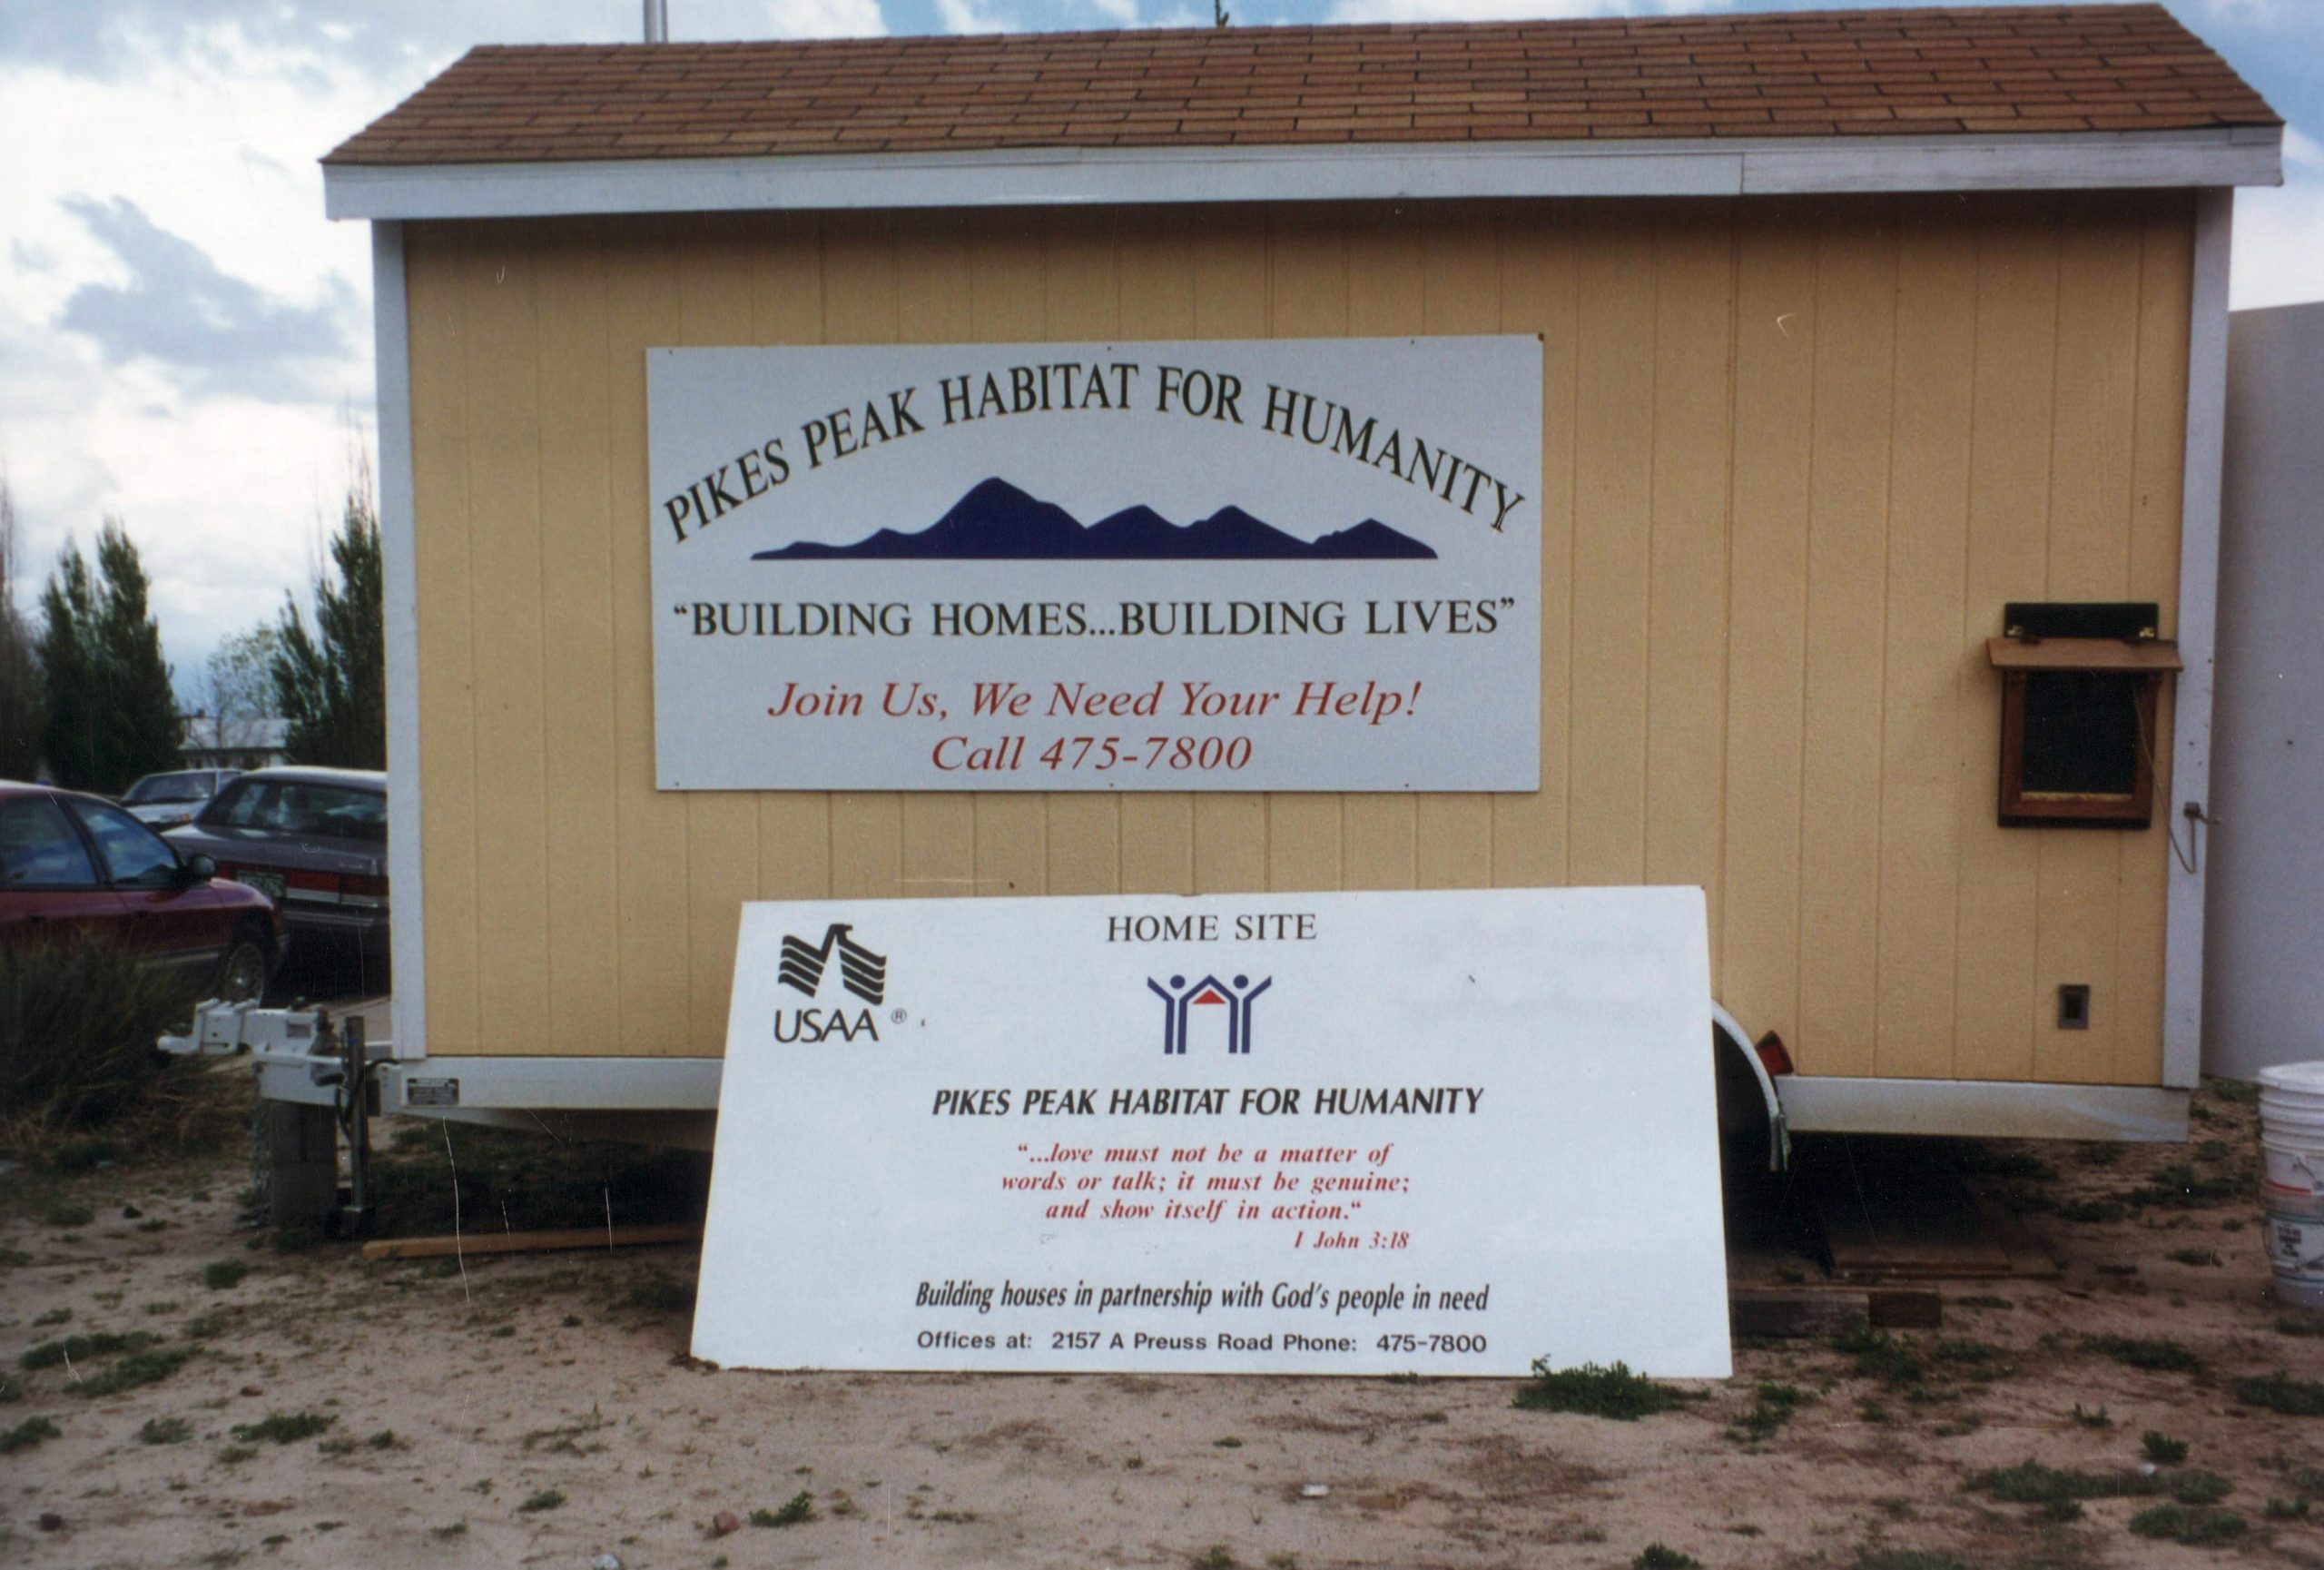 PIKES PEAK HABITAT FOR HUMANITY
“BUILDING HOMES...BUILDING LIVES”
Join Us, We Need Your Help!
Call 475-7800
HOME SITE
USAA ®
PIKES PEAK HABITAT FOR HUMANITY
“...love must not be a matter of
words or talk; it must be genuine;
and show itself in action.“
1 John 3:18
Building houses in partnership with God's people in need
Offices at: 2157 A Preuss Road Phone: 475-7800